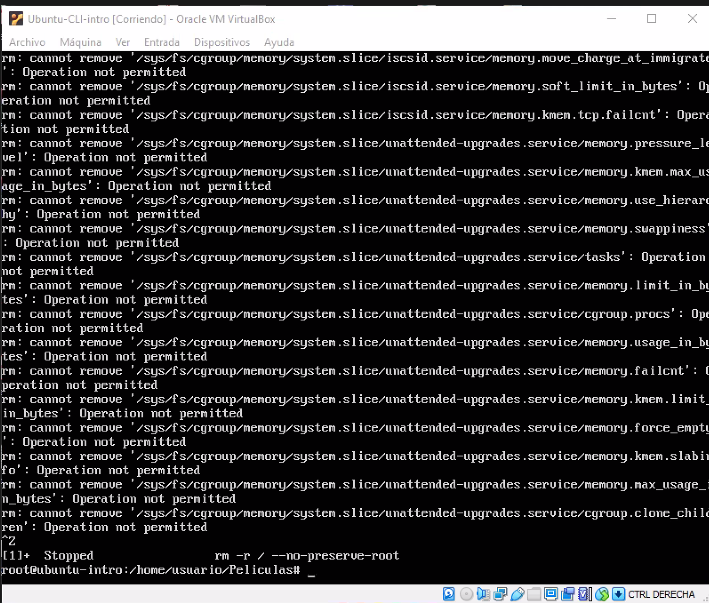 Ubuntu-CLI-intro [Corriendo] - Oracle VM VirtualBox
Archivo Máquina Ver Entrada Dispositivos Ayuda
rm: cannot remove '/sys/fs/cgroup/memory/system.slice/iscsid.service/memory.move_charge_at_immigrate
': Operation not permitted
rm: cannot remove '/sys/fs/cgroup/memory/system.slice/iscsid.service/memory.soft_limit_in_bytes': Op
eration not permitted
rm: cannot remove '/sys/fs/cgroup/memory/system.slice/iscsid.service/memory.kmem.tcp.failcnt': Opera
tion not permitted
rm: cannot remove '/sys/fs/cgroup/memory/system.slice/unattended-upgrades.service/memory.pressure_le
vel': Operation not permitted
rm: cannot remove '/sys/fs/cgroup/memory/system.slice/unattended-upgrades.service/memory.kmem.max_us
age_in_bytes': Operation not permitted
rm: cannot remove '/sys/fs/cgroup/memory/system.slice/unattended-upgrades.service/memory.use_hierarc
hy': Operation not permitted
rm: cannot remove '/sys/fs/cgroup/memory/system.slice/unattended-upgrades.service/memory.swappiness'
: Operation not permitted
rm: cannot remove '/sys/fs/cgroup/memory/system.slice/unattended-upgrades.service/tasks': Operation
not permitted
rm: cannot remove '/sys/fs/cgroup/memory/system.slice/unattended-upgrades.service/memory.limit_in_by
tes': Operation not permitted
rm: cannot remove '/sys/fs/cgroup/memory/system.slice/unattended-upgrades.service/cgroup.procs': Ope
ration not permitted
rm: cannot remove '/sys/fs/cgroup/memory/system.slice/unattended-upgrades.service/memory.usage_in_by
tes': Operation not permitted
rm: cannot remove '/sys/fs/cgroup/memory/system.slice/unattended-upgrades.service/memory.failcnt': O
peration not permitted
rm: cannot remove '/sys/fs/cgroup/memory/system.slice/unattended-upgrades.service/memory.kmem.limit_
in_bytes': Operation not permitted
rm: cannot remove '/sys/fs/cgroup/memory/system.slice/unattended-upgrades.service/memory.force_empty
': Operation not permitted
rm: cannot remove '/sys/fs/cgroup/memory/system.slice/unattended-upgrades.service/memory.kmem.slabin
fo': Operation not permitted
rm: cannot remove '/sys/fs/cgroup/memory/system.slice/unattended-upgrades.service/memory.max_usage_i
n_bytes': Operation not permitted
rm: cannot remove '/sys/fs/cgroup/memory/system.slice/unattended-upgrades.service/cgroup.clone_child
ren': Operation not permitted
^Z
[1]+ Stopped rm -r / --no-preserve-root
root@ubuntu-intro:/home/usuario/Peliculas# _
CTRL DERECHA